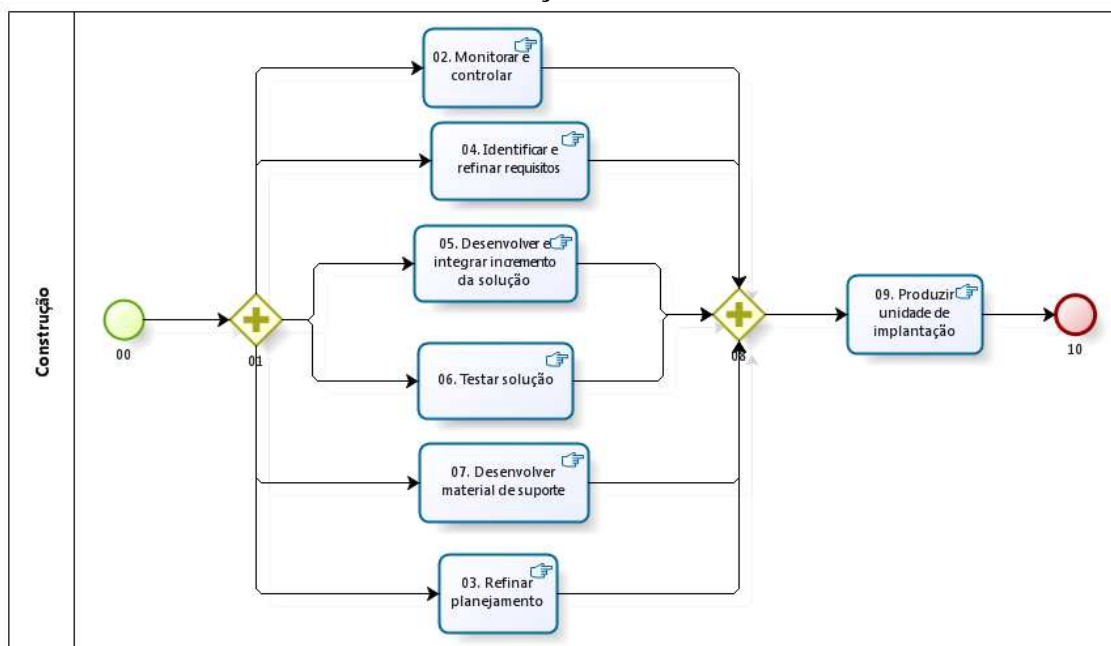 Construção
00
01
02. Monitorar e
controlar
04. Identificar e
refinar requisitos
05. Desenvolver e
integrar incremento
da solução
06. Testar solução
07. Desenvolver
material de suporte
03. Refinar
planejamento
08
09. Produzir
unidade de
implantação
10